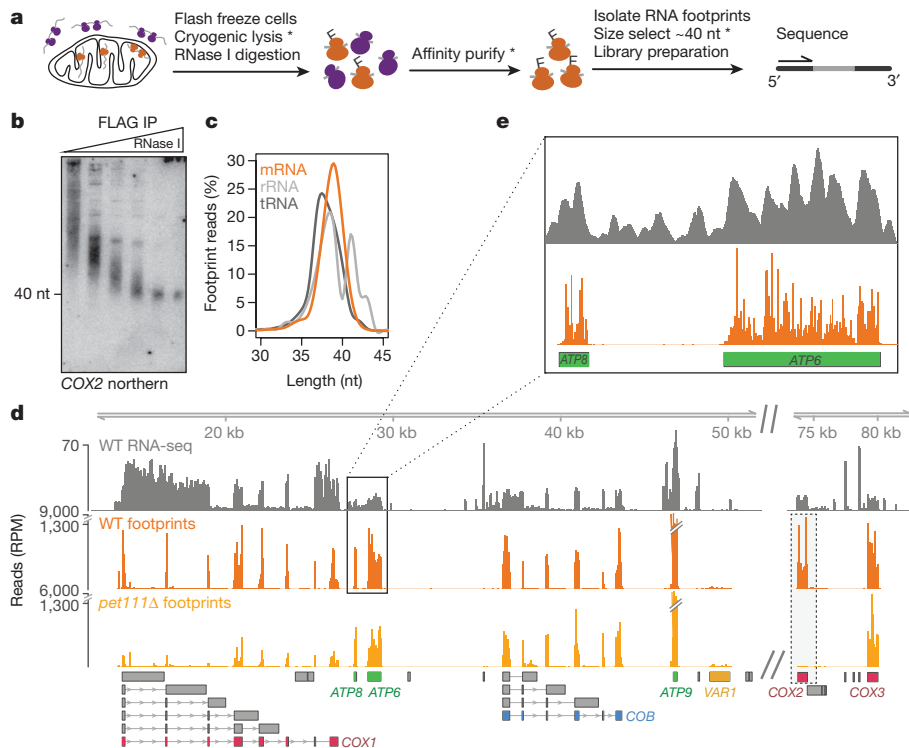 a
Flash freeze cells
Cryogenic lysis *
RNase I digestion
F
F
Affinity purify *
F
F
F
Isolate RNA footprints
Size select ~40 nt *
Library preparation
Sequence
5′
3′
b
FLAG IP
RNase I
40 nt
COX2 northern
c
Footprint reads (%)
30
25
20
15
10
5
0
mRNA
rRNA
tRNA
30
35
40
45
Length (nt)
e
ATP8
ATP6
d
20 kb
30 kb
40 kb
50 kb
75 kb
80 kb
Reads (RPM)
70
WT RNA-seq
9,000
1,300
WT footprints
6,000
1,300
pet111Δ footprints
ATP8
ATP6
ATP9
VAR1
COX2
COX3
COB
COX1